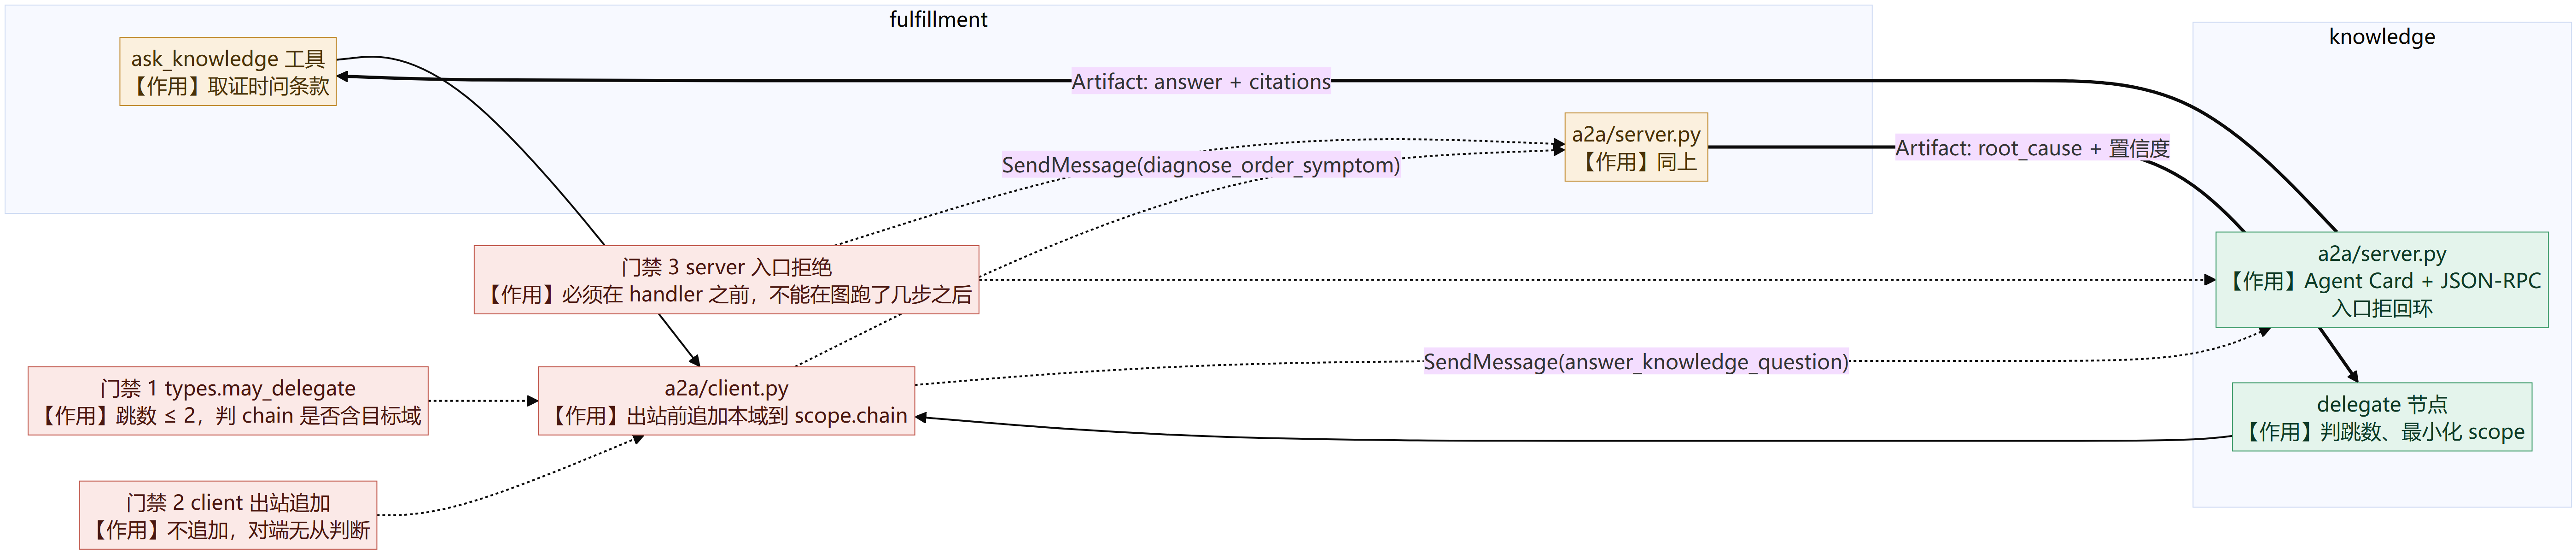 fulfillment
knowledge
ask_knowledge 工具
【作用】取证时问条款
Artifact: answer + citations
a2a/server.py
【作用】同上
Artifact: root_cause + 置信度
SendMessage(diagnose_order_symptom)
门禁 3 server 入口拒绝
【作用】必须在 handler 之前，不能在图跑了几步之后
a2a/server.py
【作用】Agent Card + JSON-RPC
入口拒回环
门禁 1 types.may_delegate
【作用】跳数 ≤ 2，判 chain 是否含目标域
a2a/client.py
【作用】出站前追加本域到 scope.chain
SendMessage(answer_knowledge_question)
delegate 节点
【作用】判跳数、最小化 scope
门禁 2 client 出站追加
【作用】不追加，对端无从判断